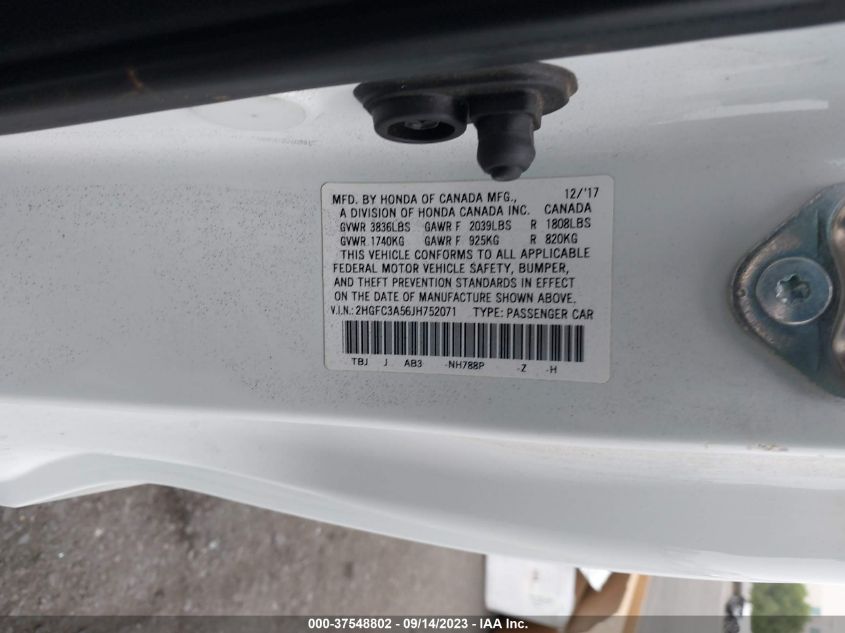 MFD. BY HONDA OF CANADA MFG., 12/'17
A DIVISION OF HONDA CANADA INC. CANADA
GVWR 3836LBS GAWR F 2039LBS R 1808LBS
GVWR 1740KG GAWR F 925KG R 820KG
THIS VEHICLE CONFORMS TO ALL APPLICABLE
FEDERAL MOTOR VEHICLE SAFETY, BUMPER,
AND THEFT PREVENTION STANDARDS IN EFFECT
ON THE DATE OF MANUFACTURE SHOWN ABOVE.
V.I.N.: 2HGFC3A56JH752071 TYPE: PASSENGER CAR
TBJ J AB3 -NH788P -Z -H
000-37548802 - 09/14/2023 - IAA Inc.